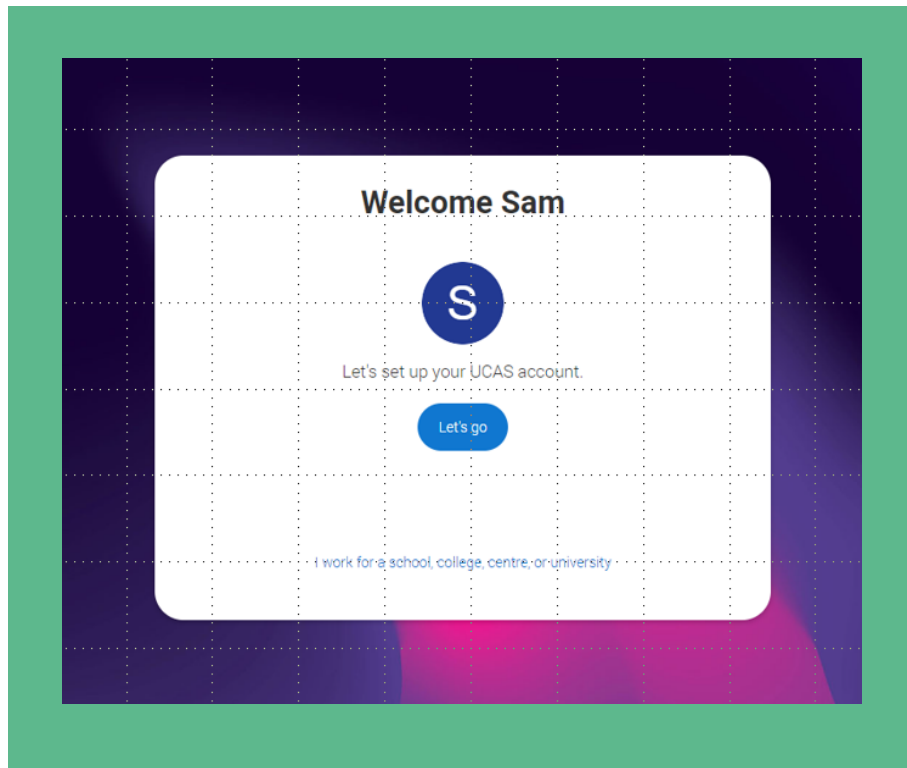 Welcome Sam
S
Let's set up your UCAS account.
Let's go
I work for a school, college, centre, or university